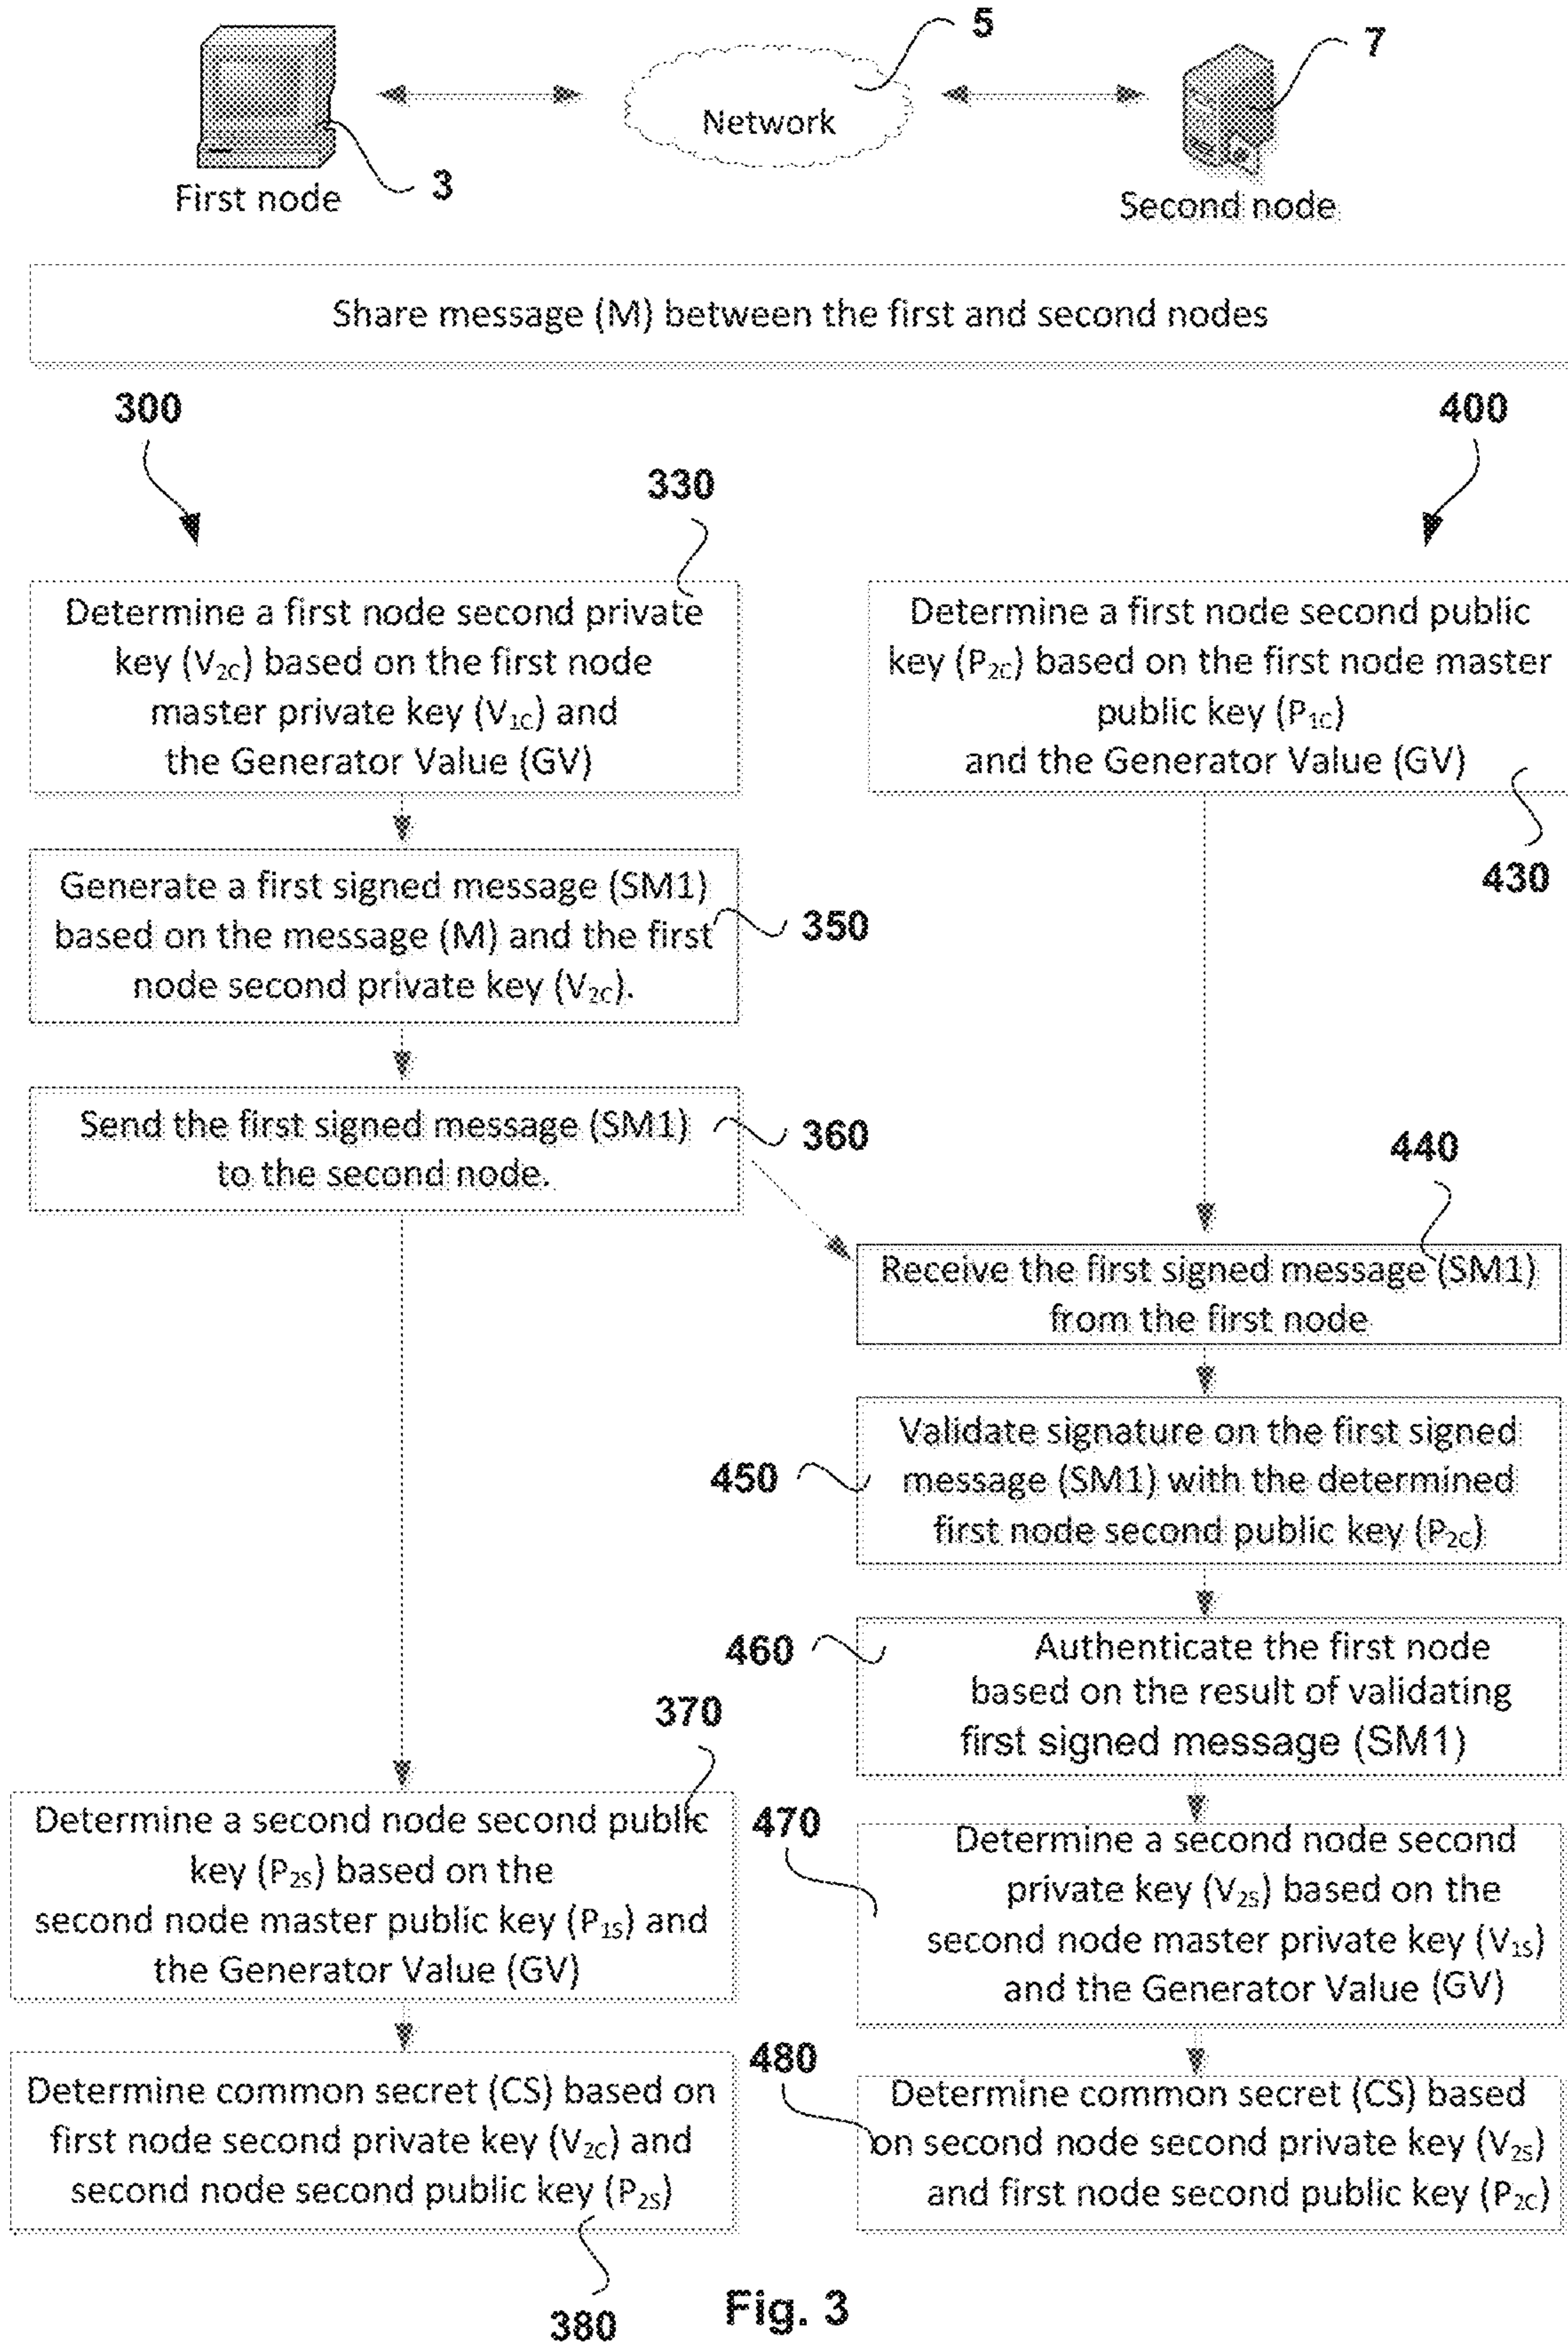 5
7
Network
3
First node
Second node
Share message (M) between the first and second nodes
300
400
330
Determine a first node second private
key (V2C) based on the first node
master private key (V1C) and
the Generator Value (GV)
Determine a first node second public
key (P2C) based on the first node master
public key (P1C)
and the Generator Value (GV)
430
Generate a first signed message (SM1)
based on the message (M) and the first
node second private key (V2C).
350
Send the first signed message (SM1)
to the second node.
360
440
Receive the first signed message (SM1)
from the first node
450
Validate signature on the first signed
message (SM1) with the determined
first node second public key (P2C)
460
Authenticate the first node
based on the result of validating
first signed message (SM1)
370
Determine a second node second public
key (P2S) based on the
second node master public key (P1S) and
the Generator Value (GV)
470
Determine a second node second
private key (V2S) based on the
second node master private key (V1S)
and the Generator Value (GV)
Determine common secret (CS) based on
first node second private key (V2C) and
second node second public key (P2S)
380
480
Determine common secret (CS) based
on second node second private key (V2S)
and first node second public key (P2C)
Fig. 3